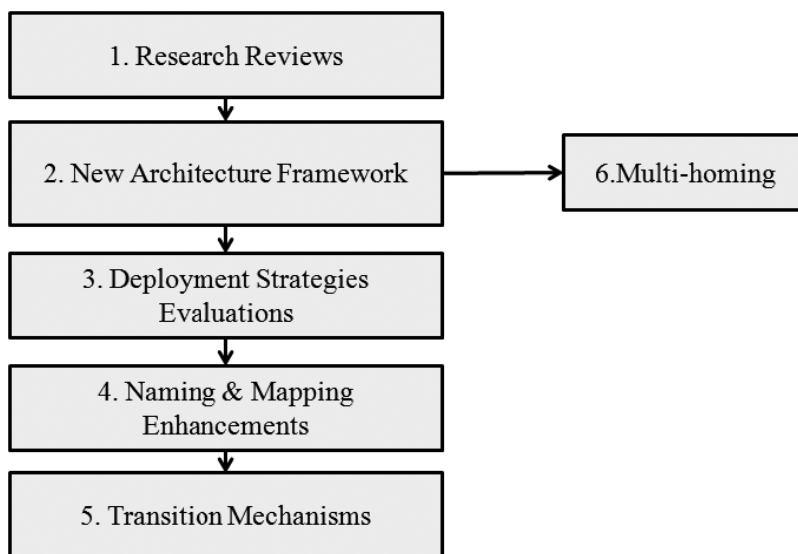 1. Research Reviews
2. New Architecture Framework
6.Multi-homing
3. Deployment Strategies
Evaluations
4. Naming & Mapping
Enhancements
5. Transition Mechanisms